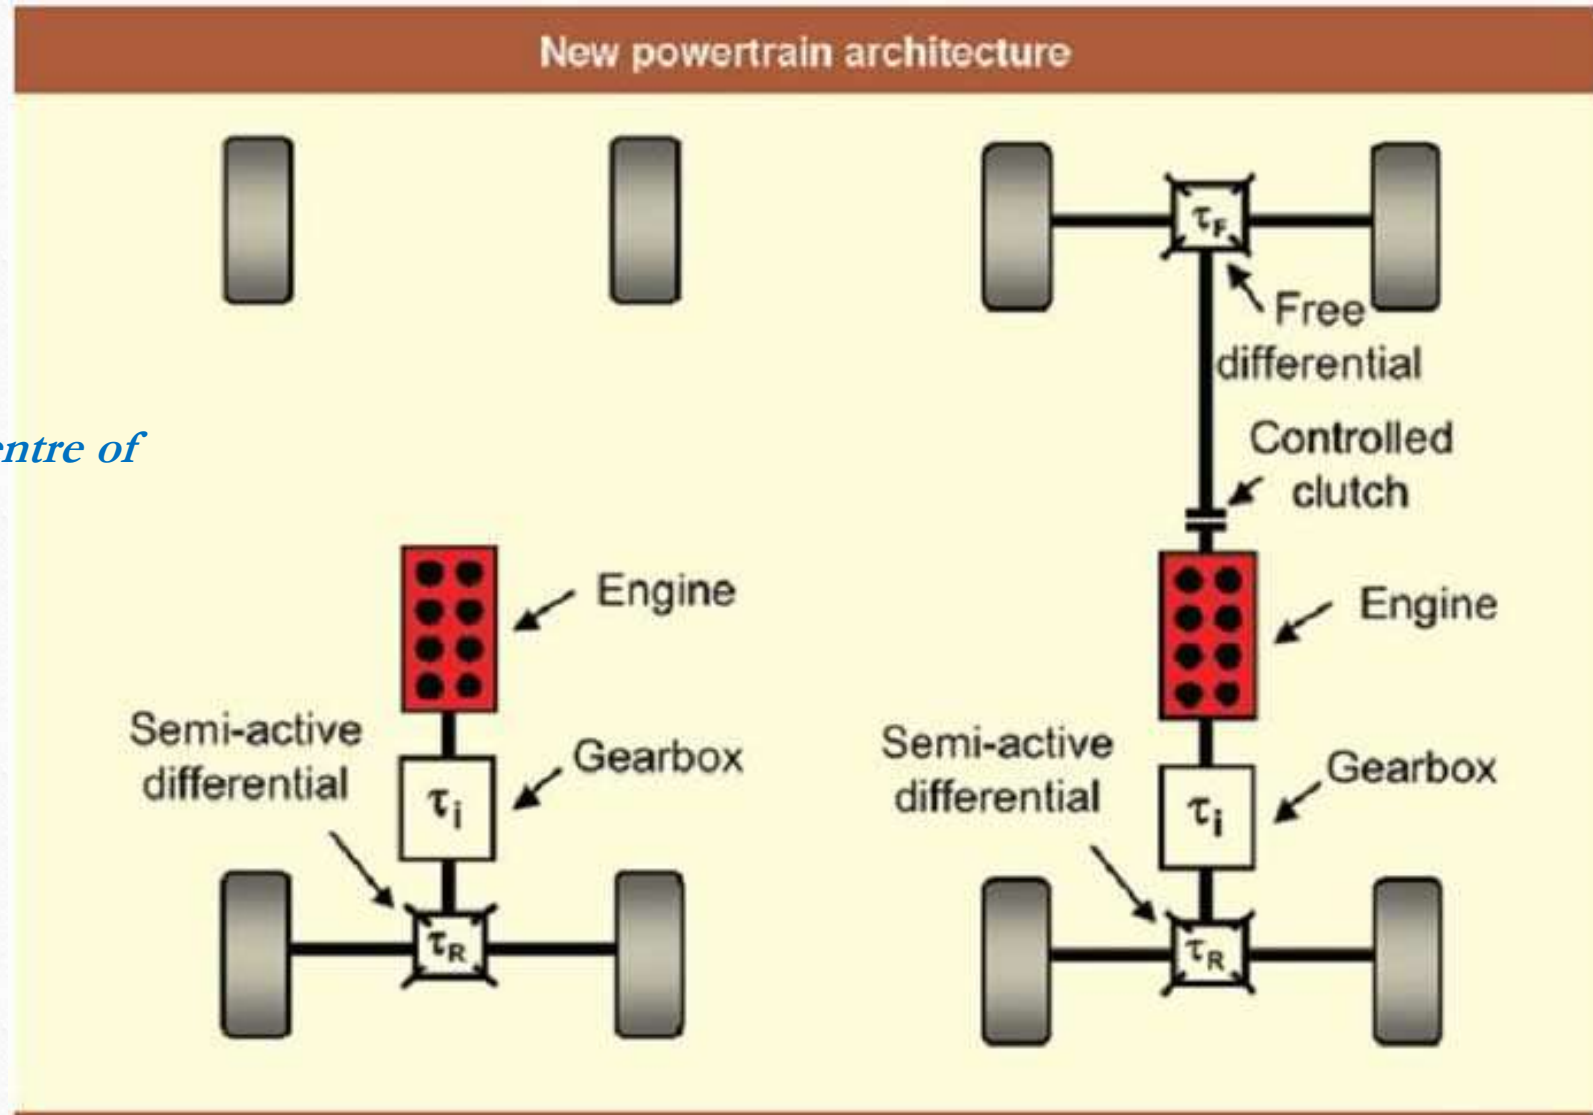 New powertrain architecture
τF
Free
differential
entre of
Controlled
clutch
Engine
Engine
Semi-active
differential
Gearbox
Semi-active
differential
Gearbox
τi
τi
τR
τR